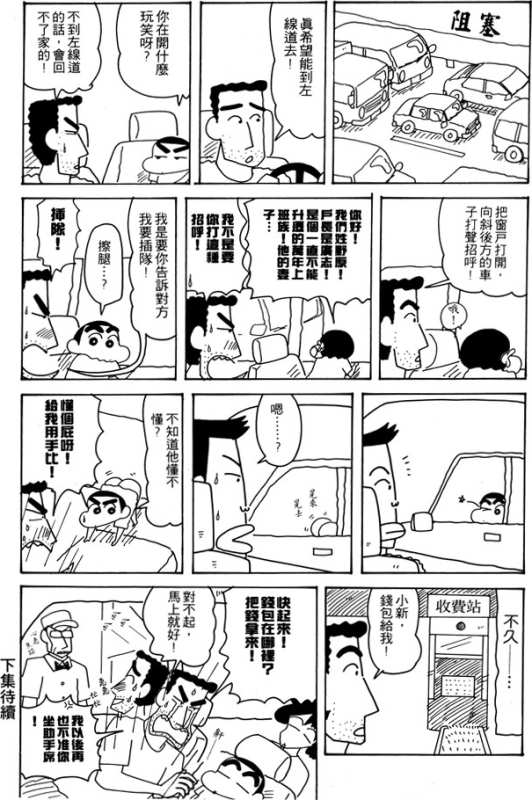 阻塞
眞希望能到左
線道去！
你在開什麼
玩笑呀？
不到左線道
的話，會回
不了家的！
把窗戶打開，
向斜後方的車
子打聲招呼！
哦！
你好！
我們姓野原！
戶長是廣志！
是個一直不能
升遷的萬年上
班族！他的妻
子…
我不是要
你打這種
招呼！
我是要你告訴對方
我要插隊！
擦腿…？
插隊！
嗯……？
晃來
晃去
不知道他懂不
懂？
懂個屁呀！
給我用手比！
不久……
收費站
小新，
錢包給我！
快起來！
錢包在哪裡？
把錢拿來！
對不起，
馬上就好！
我以後再
也不准你
坐助手席
！
下集待續